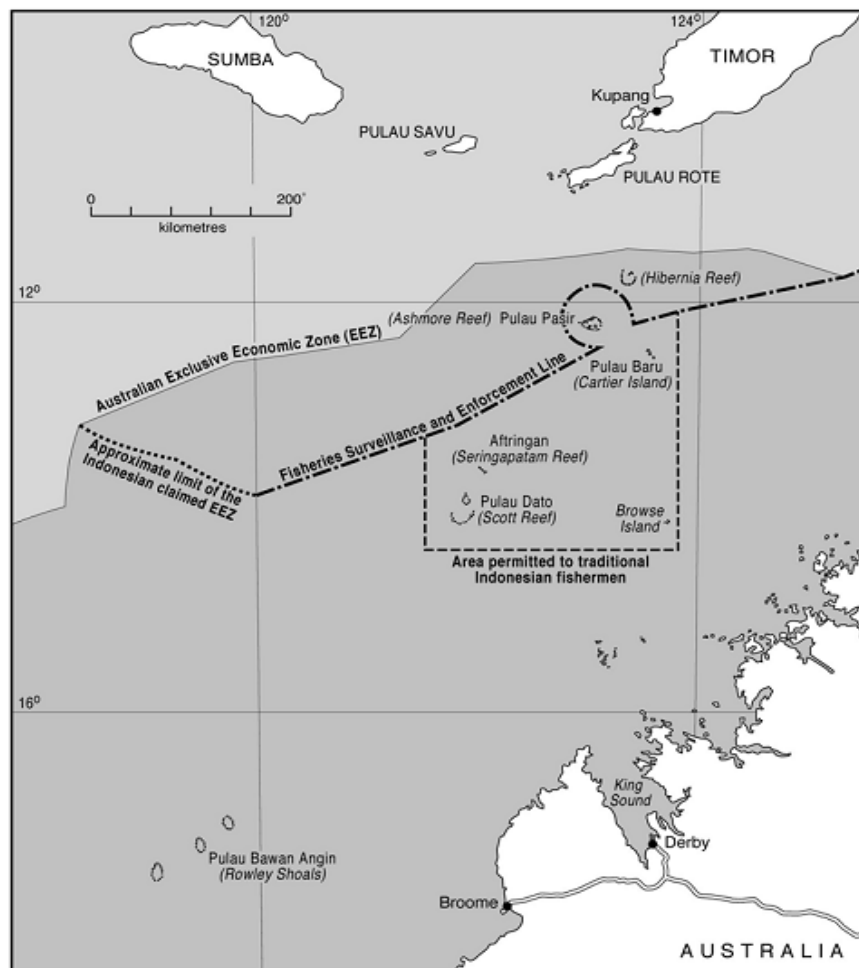 120°
124°
SUMBA
TIMOR
Kupang
PULAU SAVU
PULAU ROTE
0
200
kilometres
12°
(Hibernia Reef)
(Ashmore Reef) Pulau Pasir
Australian Exclusive Economic Zone (EEZ)
Pulau Baru
(Cartier Island)
Fisheries Surveillance and Enforcement Line
Approximate limit of the
Indonesian claimed EEZ
Aftringan
(Seringapatam Reef)
Pulau Dato
(Scott Reef)
Browse
Island
Area permitted to traditional
Indonesian fishermen
16°
King
Sound
Derby
Pulau Bawan Angin
(Rowley Shoals)
Broome
AUSTRALIA